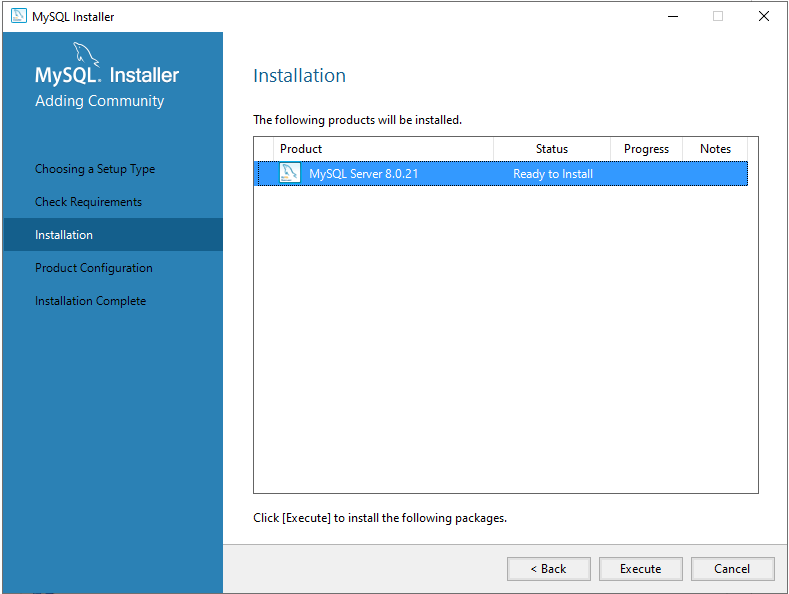 MySQL Installer
MySQL. Installer
Adding Community
Choosing a Setup Type
Check Requirements
Installation
Product Configuration
Installation Complete
Installation
The following products will be installed.
Product Status Progress Notes
MySQL Server 8.0.21 Ready to Install
Click [Execute] to install the following packages.
< Back Execute Cancel